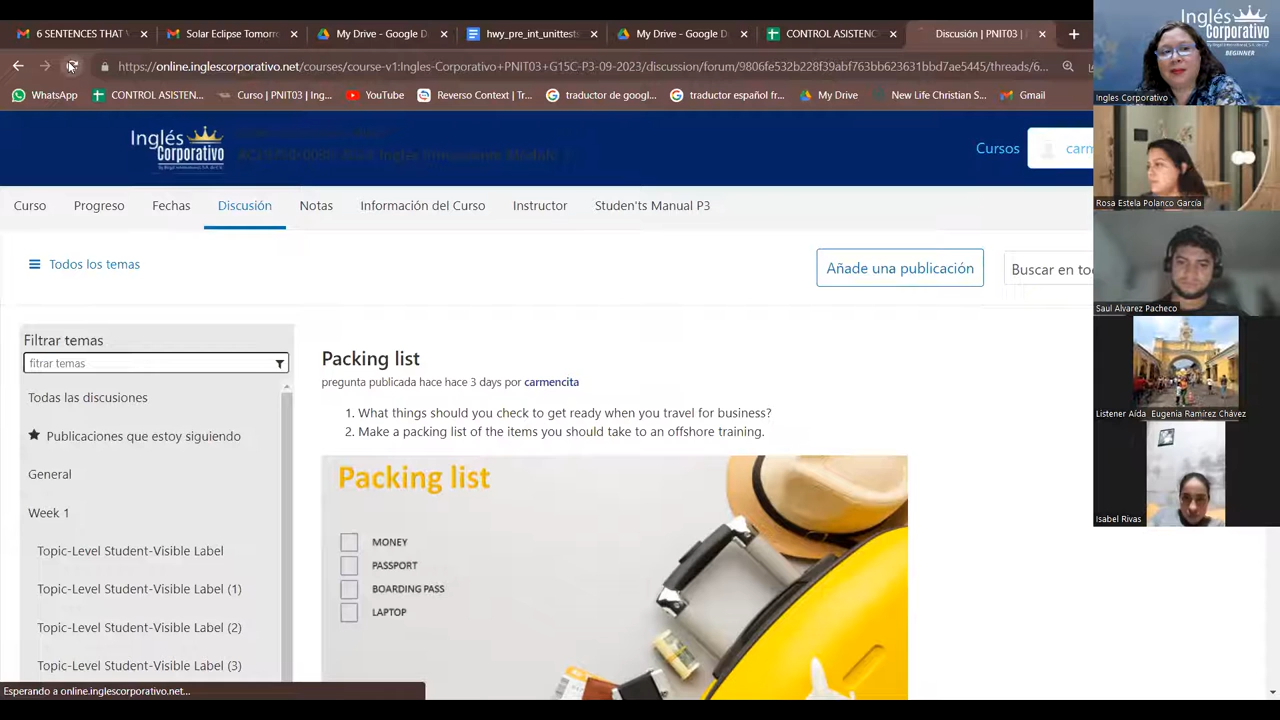 6 SENTENCES THAT
Solar Eclipse Tomorr
My Drive - Google D
hwy_pre_int_unittest
My Drive - Google D
CONTROL ASISTENC
Discusión | PNIT03 |
https://online.inglescorporativo.net/courses/course-v1:Ingles-Corporativo+PNIT03+C15C-P3-09-2023/discussion/forum/9806fe532b228f39abf763bb623631bbd7ae5445/threads/6...
WhatsApp
CONTROL ASISTEN...
Curso | PNIT03 | Ing...
YouTube
Reverso Context | Tr...
traductor de googl...
traductor español fr...
My Drive
New Life Christian S...
Gmail
Inglés
Corporativo
Cursos
carm
Curso
Progreso
Fechas
Discusión
Notas
Información del Curso
Instructor
Studen'ts Manual P3
Todos los temas
Añade una publicación
Buscar en to
Filtrar temas
fitrar temas
Todas las discusiones
Publicaciones que estoy siguiendo
General
Week 1
Topic-Level Student-Visible Label
Topic-Level Student-Visible Label (1)
Topic-Level Student-Visible Label (2)
Topic-Level Student-Visible Label (3)
Packing list
pregunta publicada hace hace 3 days por carmencita
1. What things should you check to get ready when you travel for business?
2. Make a packing list of the items you should take to an offshore training.
Packing list
MONEY
PASSPORT
BOARDING PASS
LAPTOP
Esperando a online.inglescorporativo.net...
Inglés
Corporativo
BEGINNER
Ingles Corporativo
Rosa Estela Polanco García
Saul Alvarez Pacheco
Listener Aída Eugenia Ramírez Chávez
Isabel Rivas